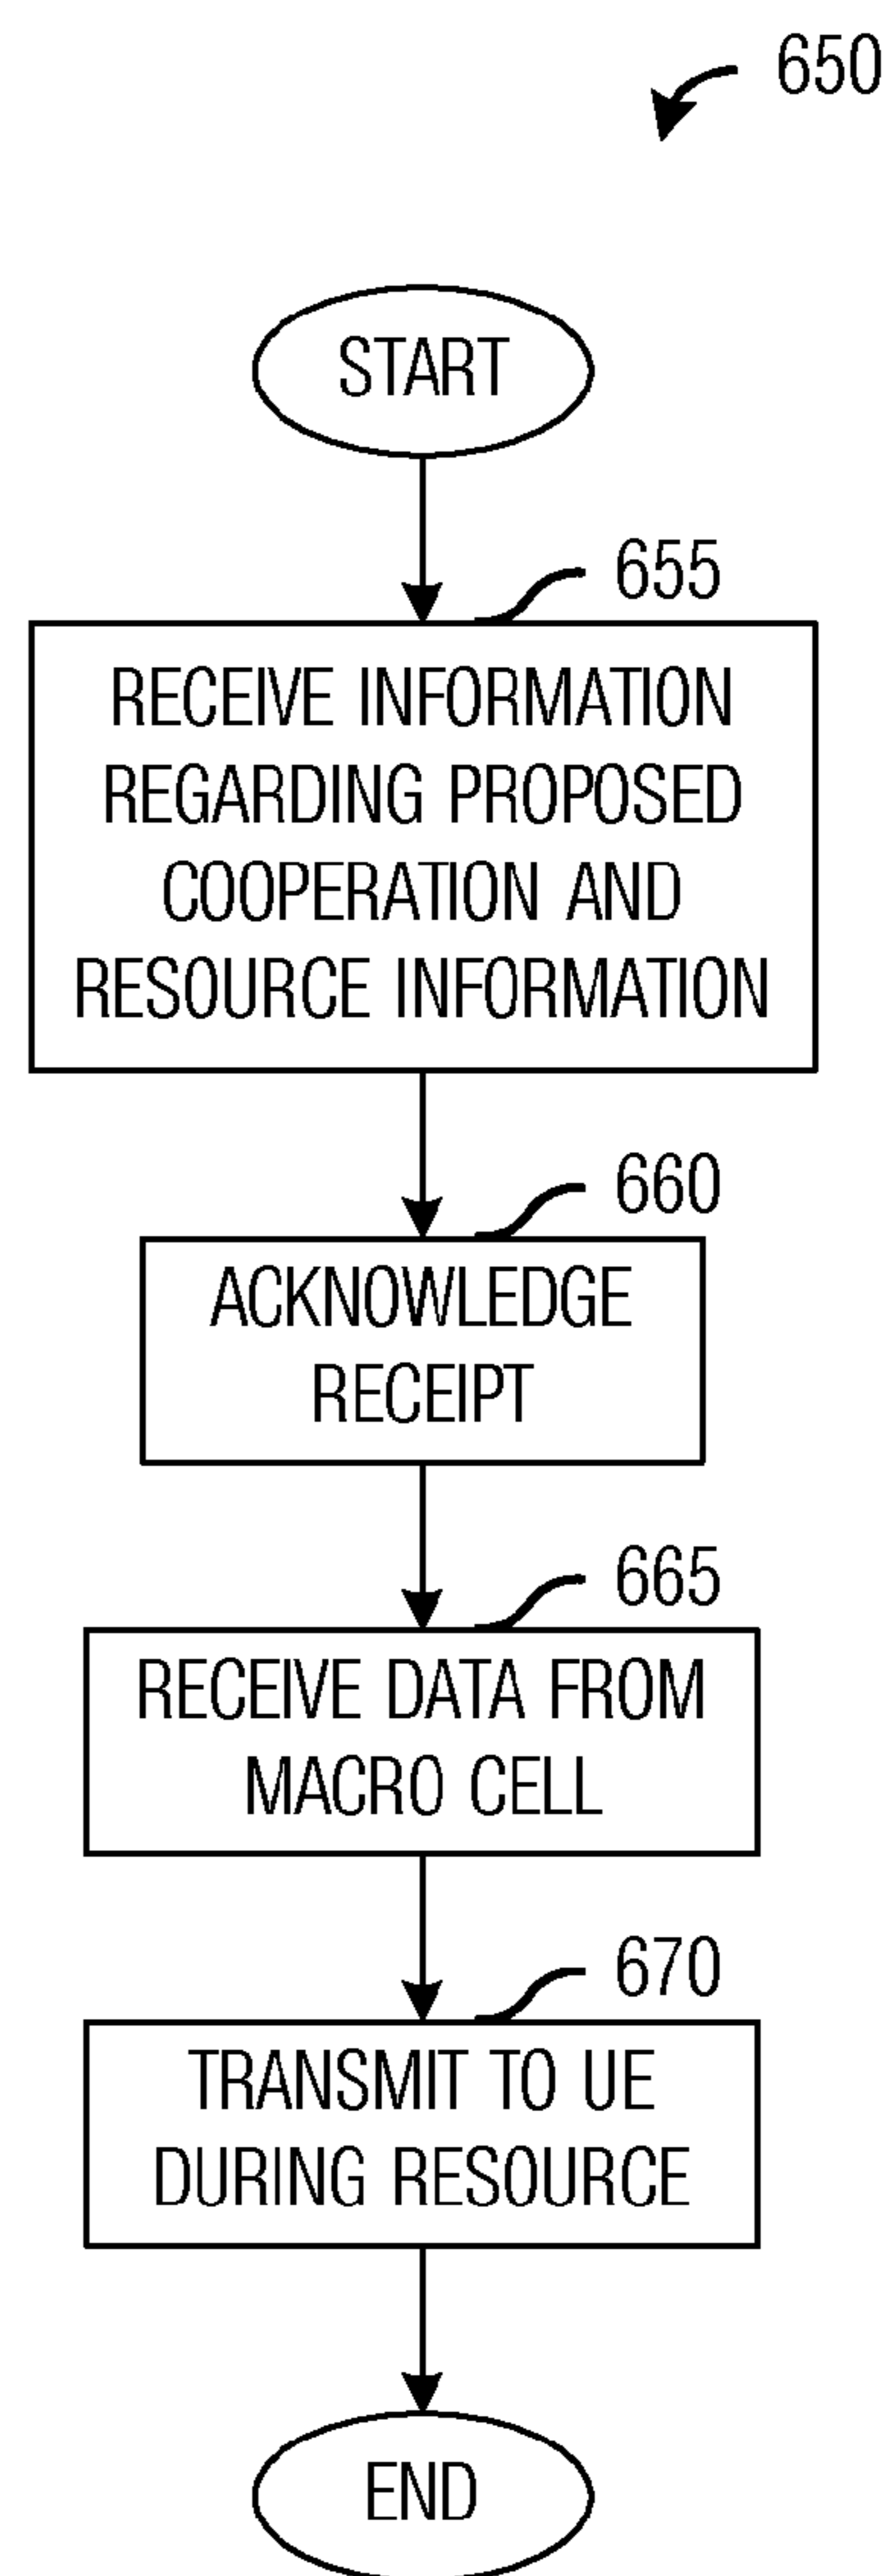 650
START
655
RECEIVE INFORMATION
REGARDING PROPOSED
COOPERATION AND
RESOURCE INFORMATION
660
ACKNOWLEDGE
RECEIPT
665
RECEIVE DATA FROM
MACRO CELL
670
TRANSMIT TO UE
DURING RESOURCE
END